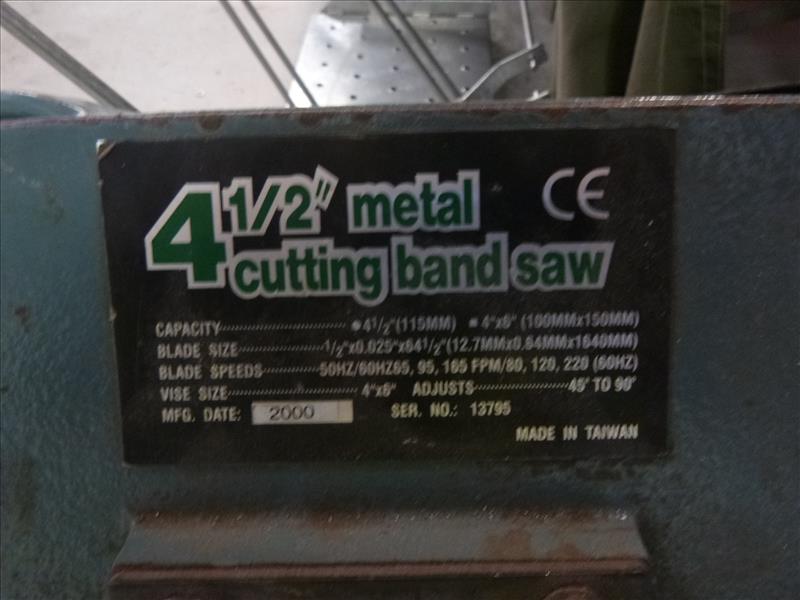 4 1/2" metal CE
cutting band saw
CAPACITY ●4 1/2"(115MM) ■4"x6" (100MMx150MM)
BLADE SIZE 1/2"x0.025"x64 1/2"(12.7MMx0.64MMx1640MM)
BLADE SPEEDS 50HZ/60HZ65, 95, 165 FPM/80, 120, 220 (60HZ)
VISE SIZE 4"x6" ADJUSTS 45° TO 90°
MFG. DATE: 2000 SER. NO.: 13795
MADE IN TAIWAN